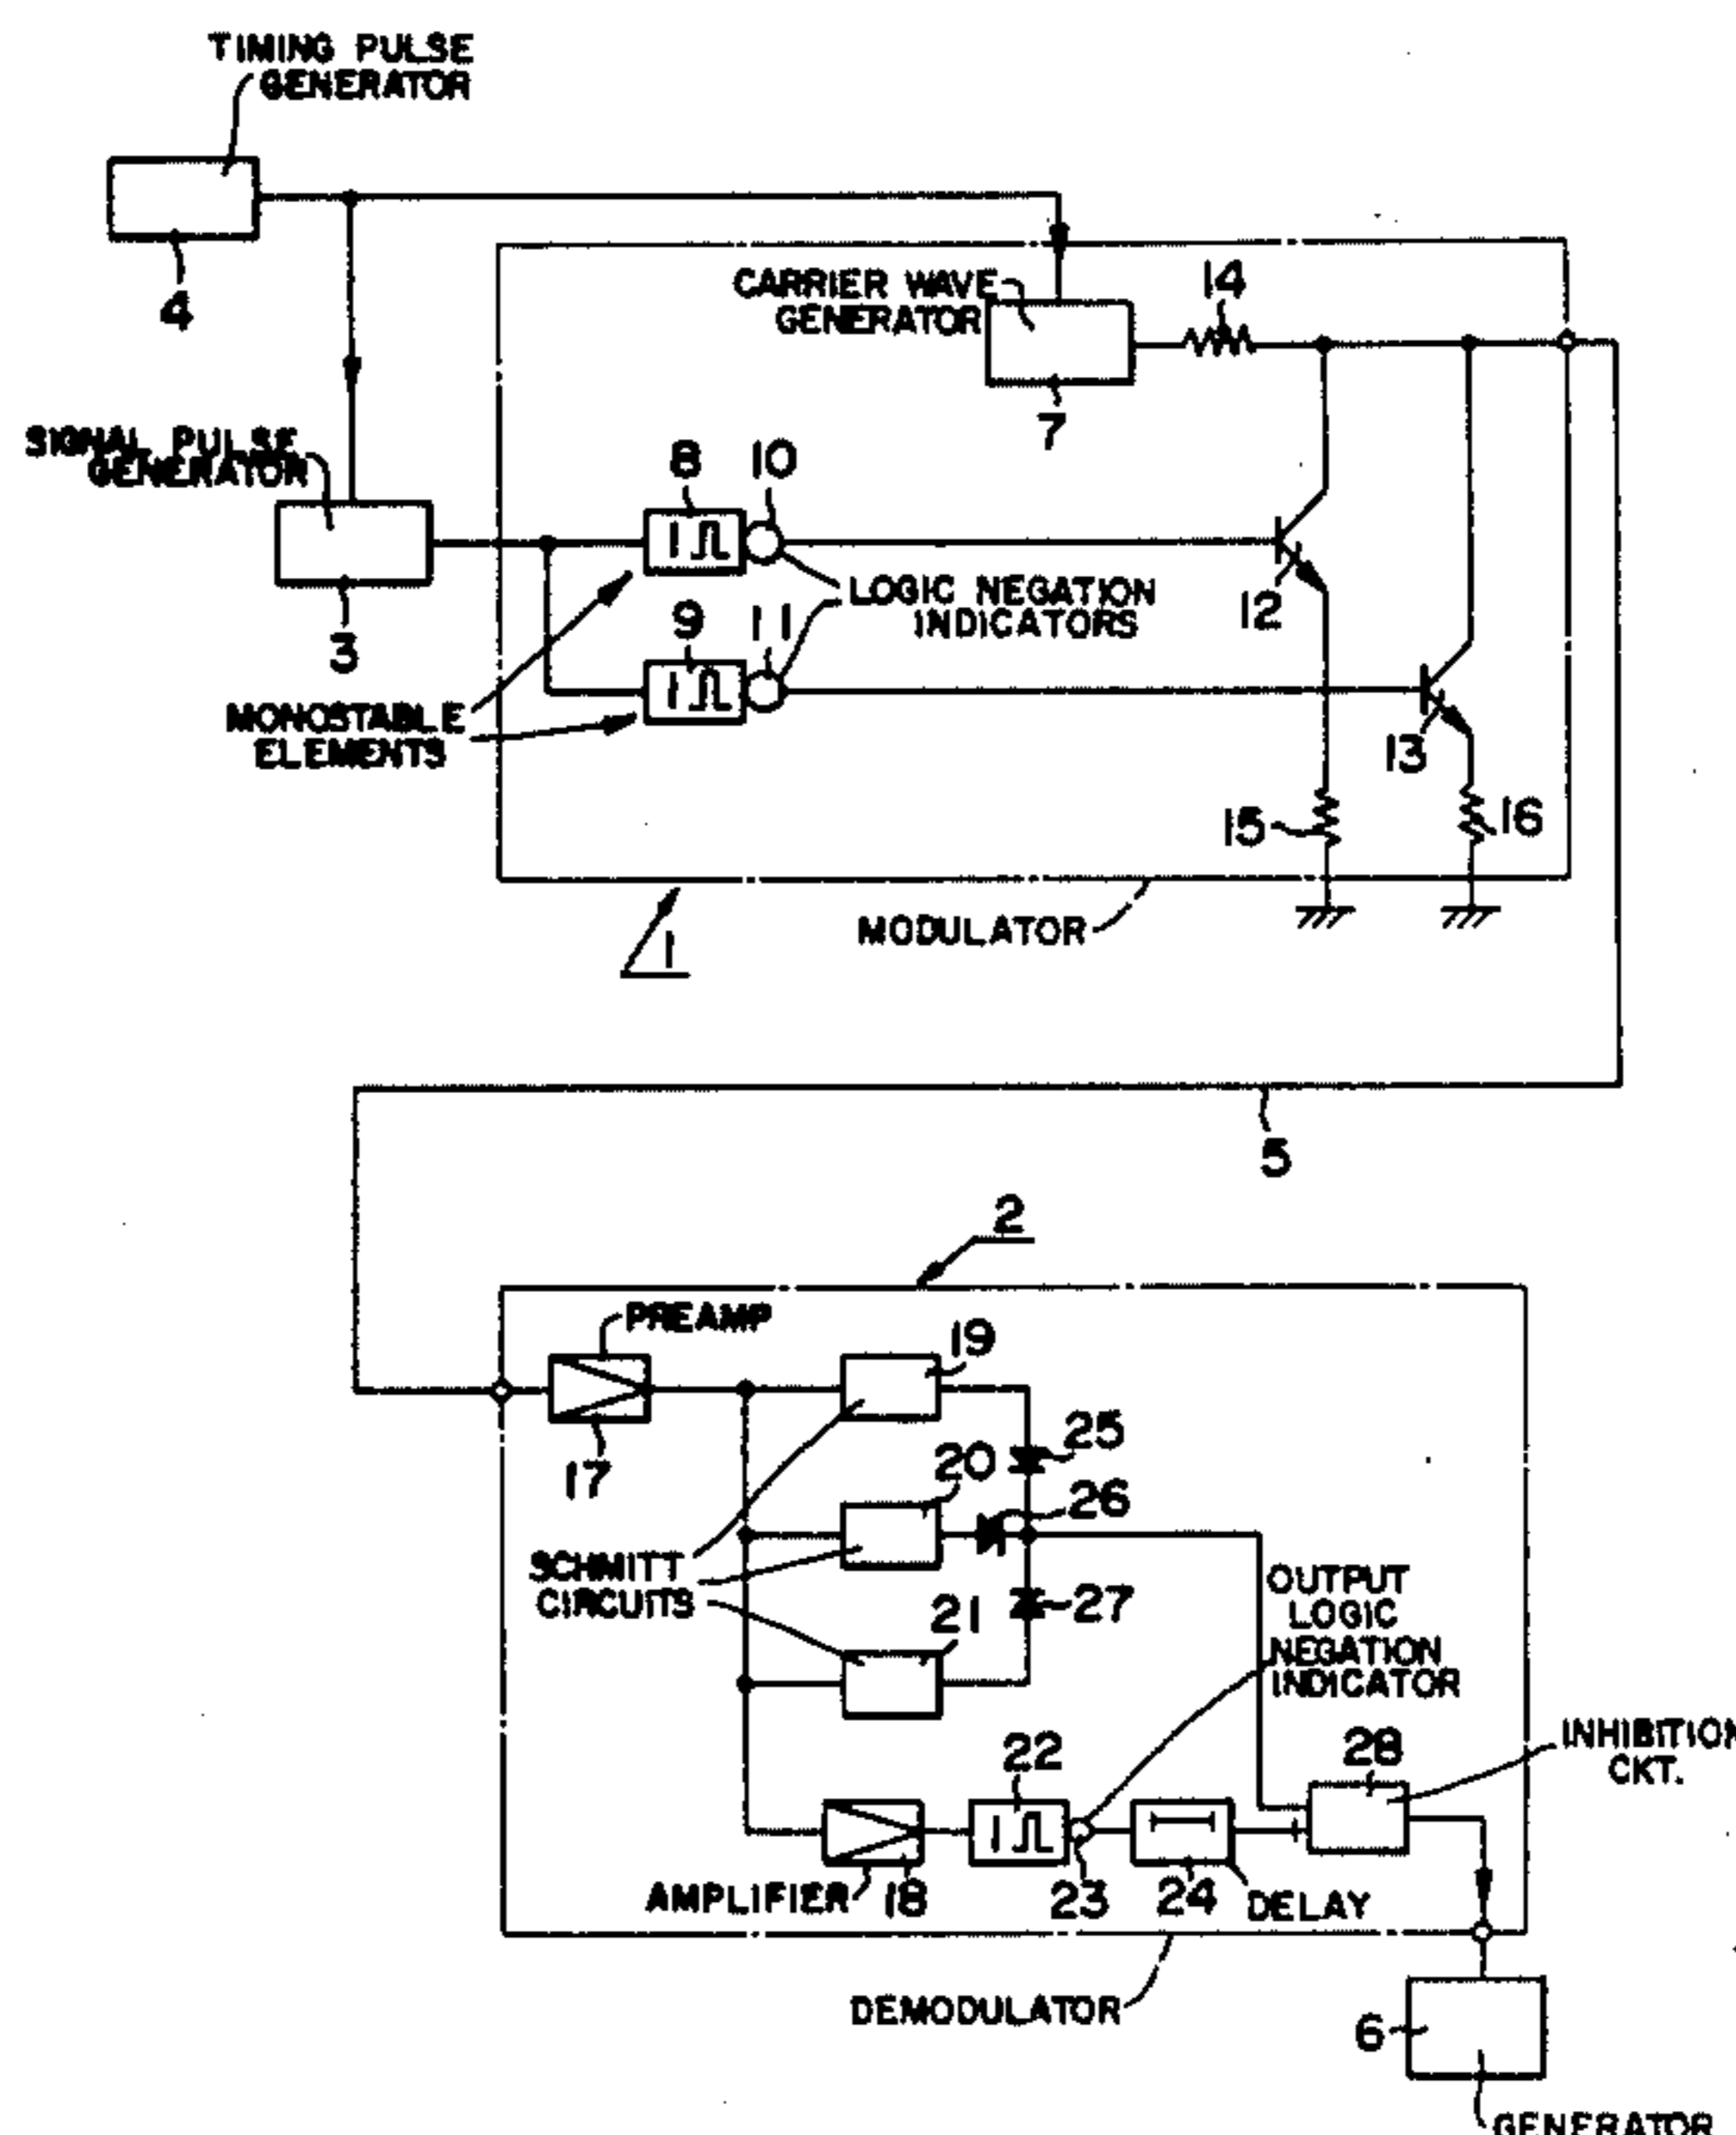 TIMING PULSE
GENERATOR
4
CARRIER WAVE
GENERATOR
14
7
SIGNAL PULSE
GENERATOR
8
10
3
LOGIC NEGATION
INDICATORS
12
9
11
MONOSTABLE
ELEMENTS
13
15
16
MODULATOR
1
5
2
PREAMP
19
17
25
20
26
SCHMITT
CIRCUITS
21
27
OUTPUT
LOGIC
NEGATION
INDICATOR
22
28
INHIBITION
CKT.
AMPLIFIER
18
23
24
DELAY
DEMODULATOR
6
GENERATOR